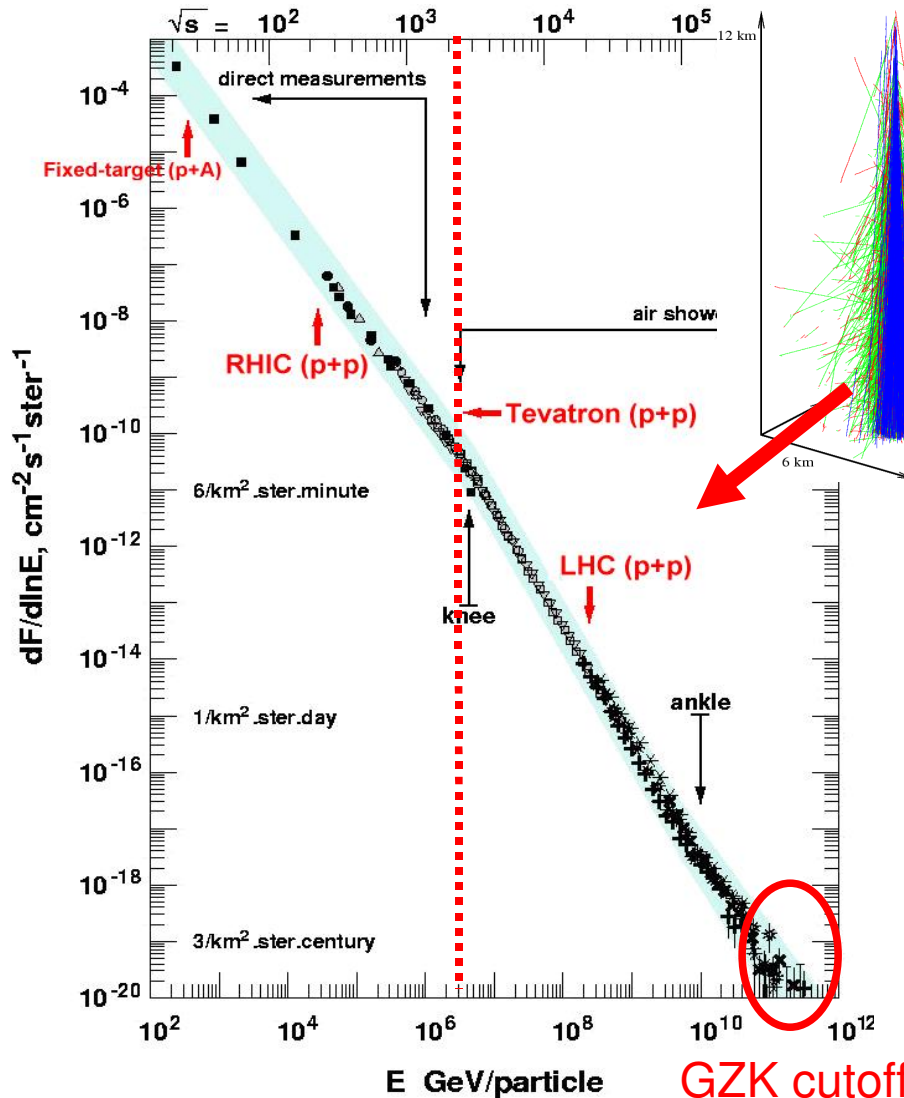 √s =
10² 10³ 10⁴ 10⁵
12 km
direct measurements
10⁻⁴
Fixed-target (p+A)
10⁻⁶
10⁻⁸
air showe
RHIC (p+p)
Tevatron (p+p)
10⁻¹⁰
6 km
6/km².ster.minute
10⁻¹²
LHC (p+p)
knee
10⁻¹⁴
ankle
1/km².ster.day
10⁻¹⁶
10⁻¹⁸
3/km².ster.century
10⁻²⁰
dF/dlnE, cm⁻²s⁻¹ster⁻¹
10² 10⁴ 10⁶ 10⁸ 10¹⁰ 10¹²
E GeV/particle
GZK cutoff